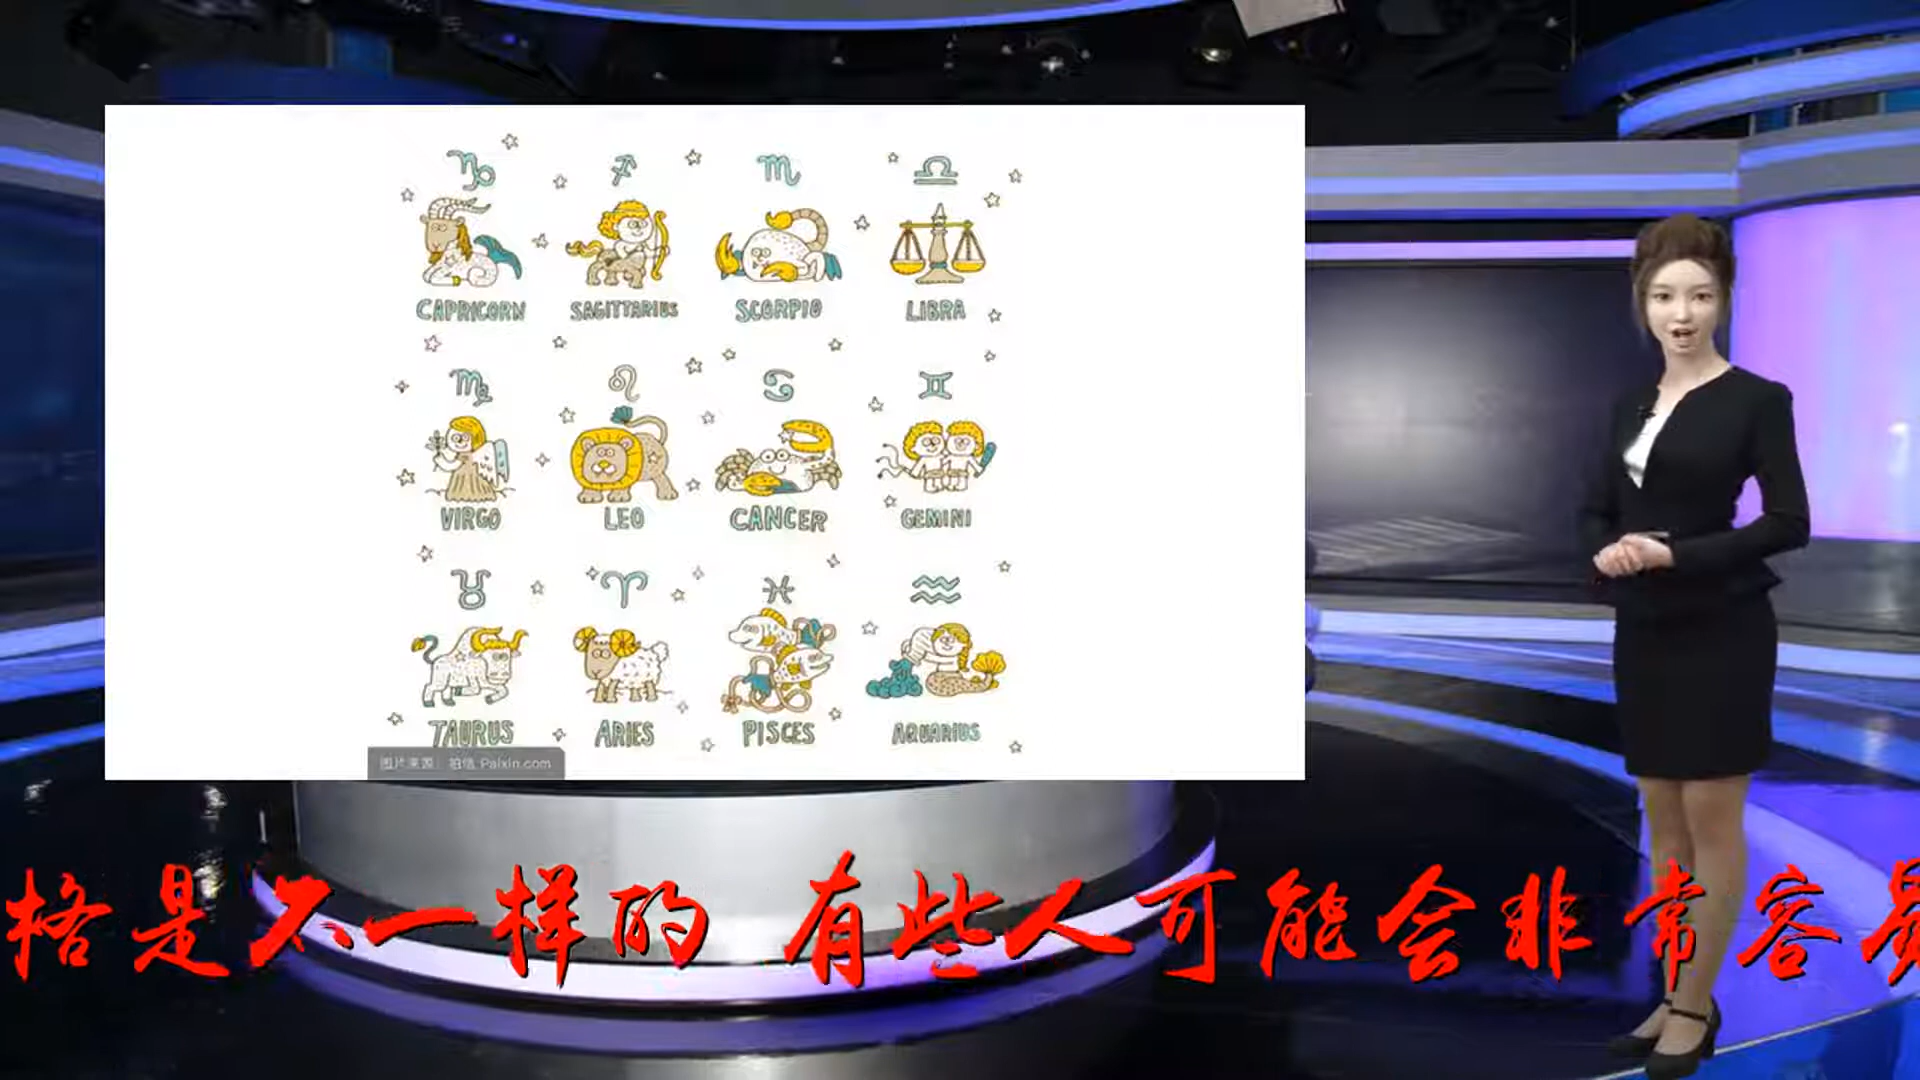 CAPRICORN SAGITTARIUS SCORPIO LIBRA
VIRGO LEO CANCER GEMINI
TAURUS ARIES PISCES AQUARIUS
图片来源：拍信 Paixin.com
格是不一样的 有些人可能会非常容易